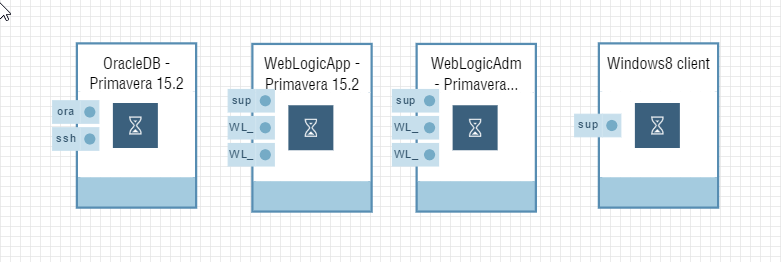 OracleDB -
Primavera 15.2
ora
ssh
WebLogicApp -
Primavera 15.2
sup
WL_
WL_
WebLogicAdm
- Primavera...
sup
WL_
WL_
Windows8 client
sup